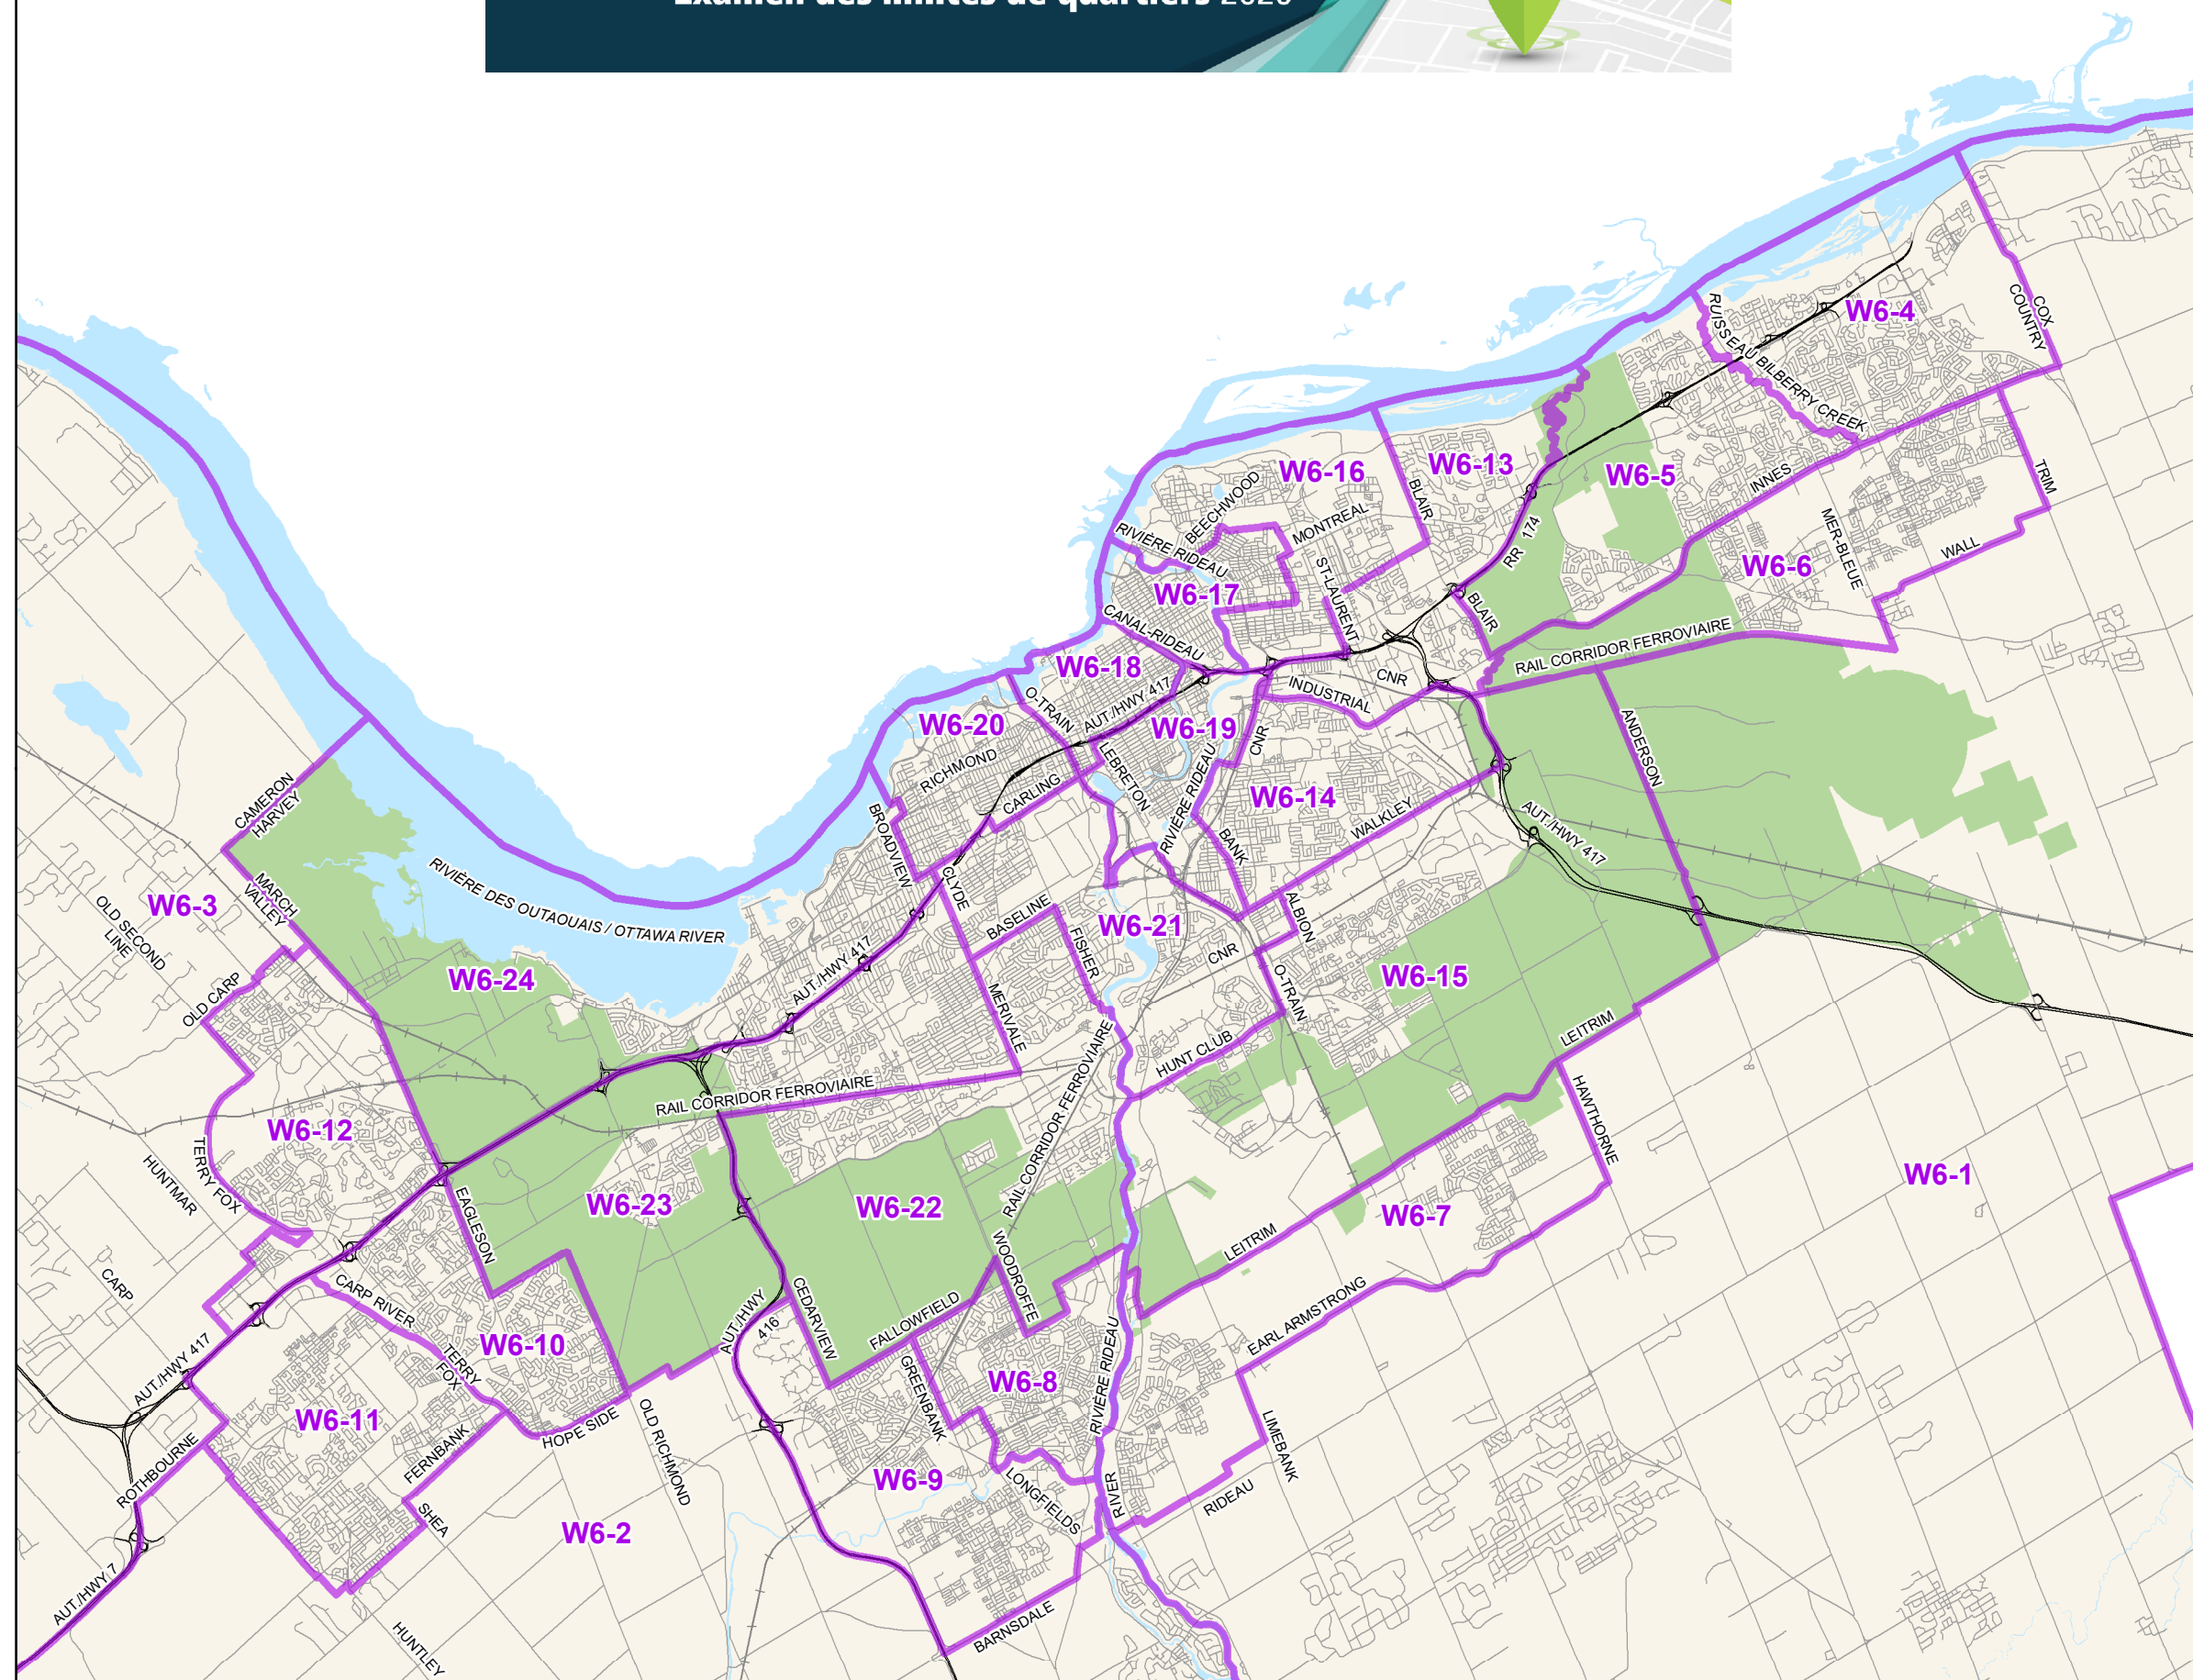 Examen des limites de quartiers 2020
W6-4
COX
COUNTRY
RUISSEAU BILBERRY CREEK
W6-16
W6-13
W6-5
INNES
TRIM
BEECHWOOD
BLAIR
MONTREAL
RIVIÈRE RIDEAU
RR 174
MER-BLEUE
WALL
W6-6
ST-LAURENT
W6-17
BLAIR
CANAL-RIDEAU
RAIL CORRIDOR FERROVIAIRE
W6-18
CNR
INDUSTRIAL
O-TRAIN
AUT./HWY 417
W6-20
W6-19
CNR
ANDERSON
RICHMOND
LEBRETON
CARLING
RIVIÈRE RIDEAU
W6-14
CAMERON
HARVEY
BROADVIEW
WALKLEY
AUT./HWY 417
BANK
RIVIÈRE DES OUTAOUAIS / OTTAWA RIVER
CLYDE
MARCH
VALLEY
W6-3
OLD SECOND
LINE
BASELINE
FISHER
W6-21
ALBION
CNR
AUT./HWY 417
W6-24
OLD CARP
MERIVALE
O-TRAIN
W6-15
LEITRIM
HUNT CLUB
RAIL CORRIDOR FERROVIAIRE
RAIL CORRIDOR FERROVIAIRE
HAWTHORNE
W6-12
TERRY FOX
HUNTMAR
W6-1
EAGLESON
W6-23
W6-22
W6-7
WOODROFFE
LEITRIM
CARP
CARP RIVER
CEDARVIEW
FALLOWFIELD
EARL ARMSTRONG
AUT./HWY
416
W6-10
TERRY
FOX
AUT./HWY 417
GREENBANK
W6-8
RIVIÈRE RIDEAU
W6-11
HOPE SIDE
OLD RICHMOND
LIMEBANK
FERNBANK
ROTHBOURNE
W6-9
LONGFIELDS
RIVER
RIDEAU
SHEA
W6-2
AUT./HWY 7
BARNSDALE
HUNTLEY